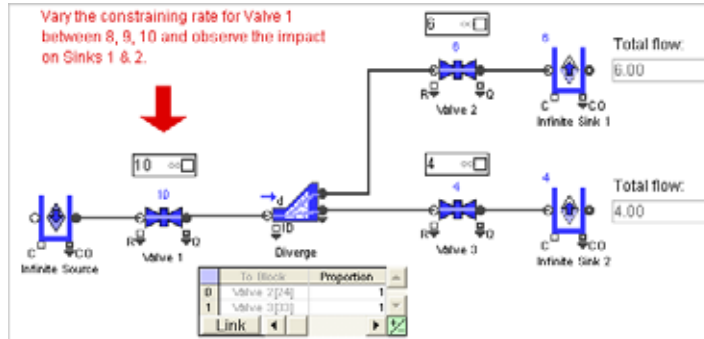 Vary the constraining rate for Valve 1
between 8, 9, 10 and observe the impact
on Sinks 1 & 2.
6
6
6
Total flow:
6.00
R Q
Valve 2
C CO
Infinite Sink 1
10
10
4
4
4
Total flow:
4.00
C CO
Infinite Source
R Q
Valve 1
d
ID
Diverge
R Q
Valve 3
C CO
Infinite Sink 2
To Block Proportion
0 Valve 2[24] 1
1 Valve 3[33] 1
Link